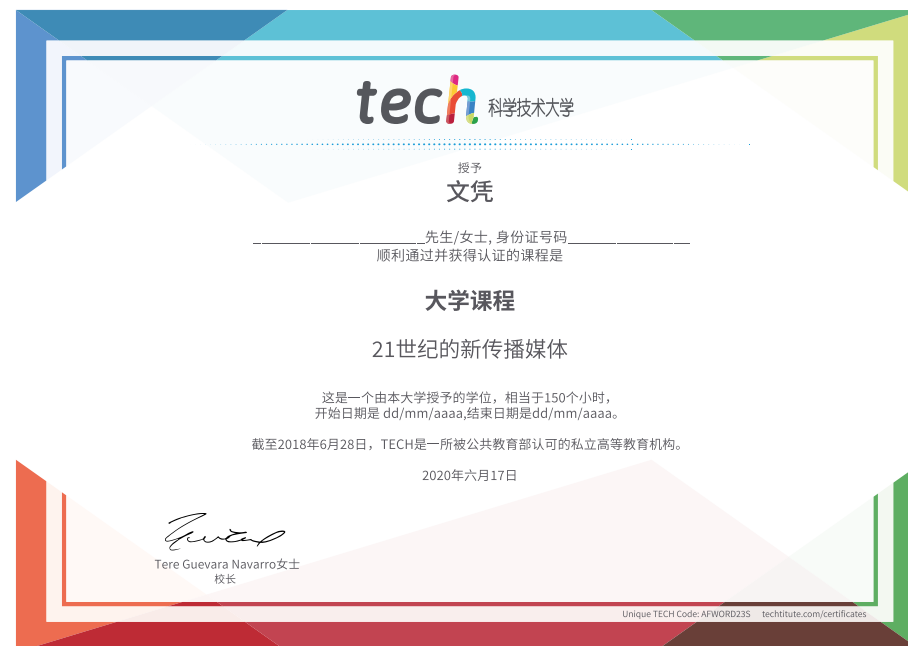 tech 科学技术大学
授予
文凭
________________________先生/女士, 身份证号码_________________
顺利通过并获得认证的课程是
大学课程
21世纪的新传播媒体
这是一个由本大学授予的学位，相当于150个小时，
开始日期是 dd/mm/aaaa,结束日期是dd/mm/aaaa。
截至2018年6月28日，TECH是一所被公共教育部认可的私立高等教育机构。
2020年六月17日
Tere Guevara Navarro女士
校长
Unique TECH Code: AFWORD23S techtitute.com/certificates